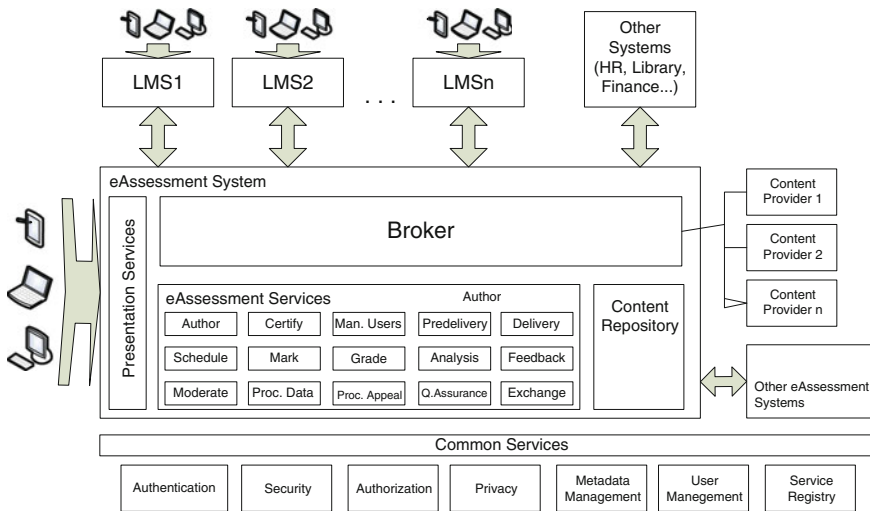 LMS1
LMS2
. . .
LMSn
Other
Systems
(HR, Library,
Finance...)
eAssessment System
Presentation Services
Broker
eAssessment Services
Author
Author
Certify
Man. Users
Predelivery
Delivery
Schedule
Mark
Grade
Analysis
Feedback
Moderate
Proc. Data
Proc. Appeal
Q.Assurance
Exchange
Content
Repository
Content
Provider 1
Content
Provider 2
Content
Provider n
Other eAssessment
Systems
Common Services
Authentication
Security
Authorization
Privacy
Metadata
Management
User
Management
Service
Registry